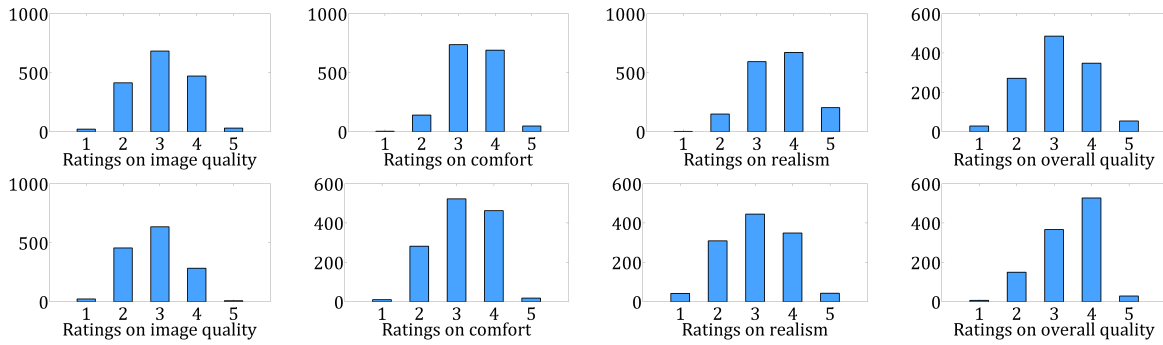 1000 1000 1000 600
400
500 500 500
200
0 0 0 0
1 2 3 4 5 1 2 3 4 5 1 2 3 4 5 1 2 3 4 5
Ratings on image quality Ratings on comfort Ratings on realism Ratings on overall quality
1000 600 600 600
400 400 400
500
200 200 200
0 0 0 0
1 2 3 4 5 1 2 3 4 5 1 2 3 4 5 1 2 3 4 5
Ratings on image quality Ratings on comfort Ratings on realism Ratings on overall quality